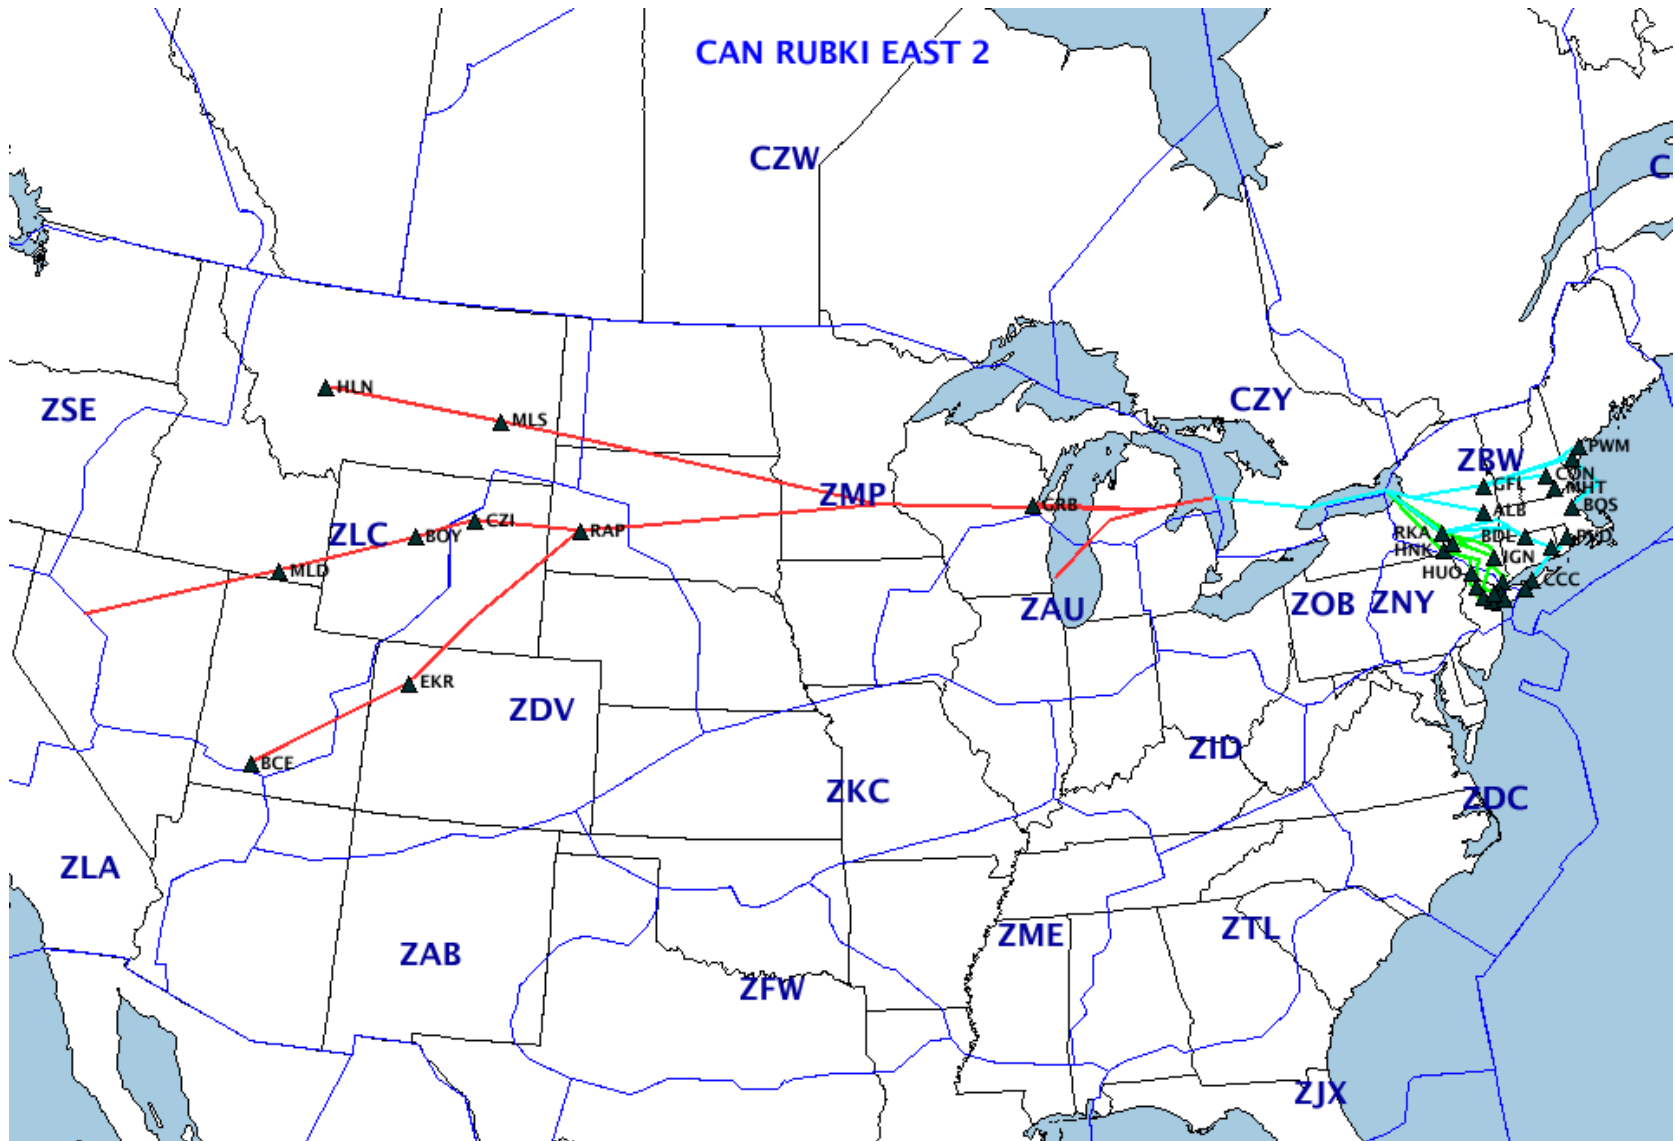 CAN RUBKI EAST 2
CZW
C
HLN
ZSE
MLS
CZY
PWM
ZBW
CON
GFL
MHT
ZMP
GRB
BOS
ALB
CZI
ZLC
BOY
RAP
RKA
BDL
PVD
HNK
IGN
MLD
HUO
CCC
ZAU
ZOB
ZNY
EKR
ZDV
BCE
ZID
ZKC
ZDC
ZLA
ZAB
ZME
ZTL
ZFW
ZJX